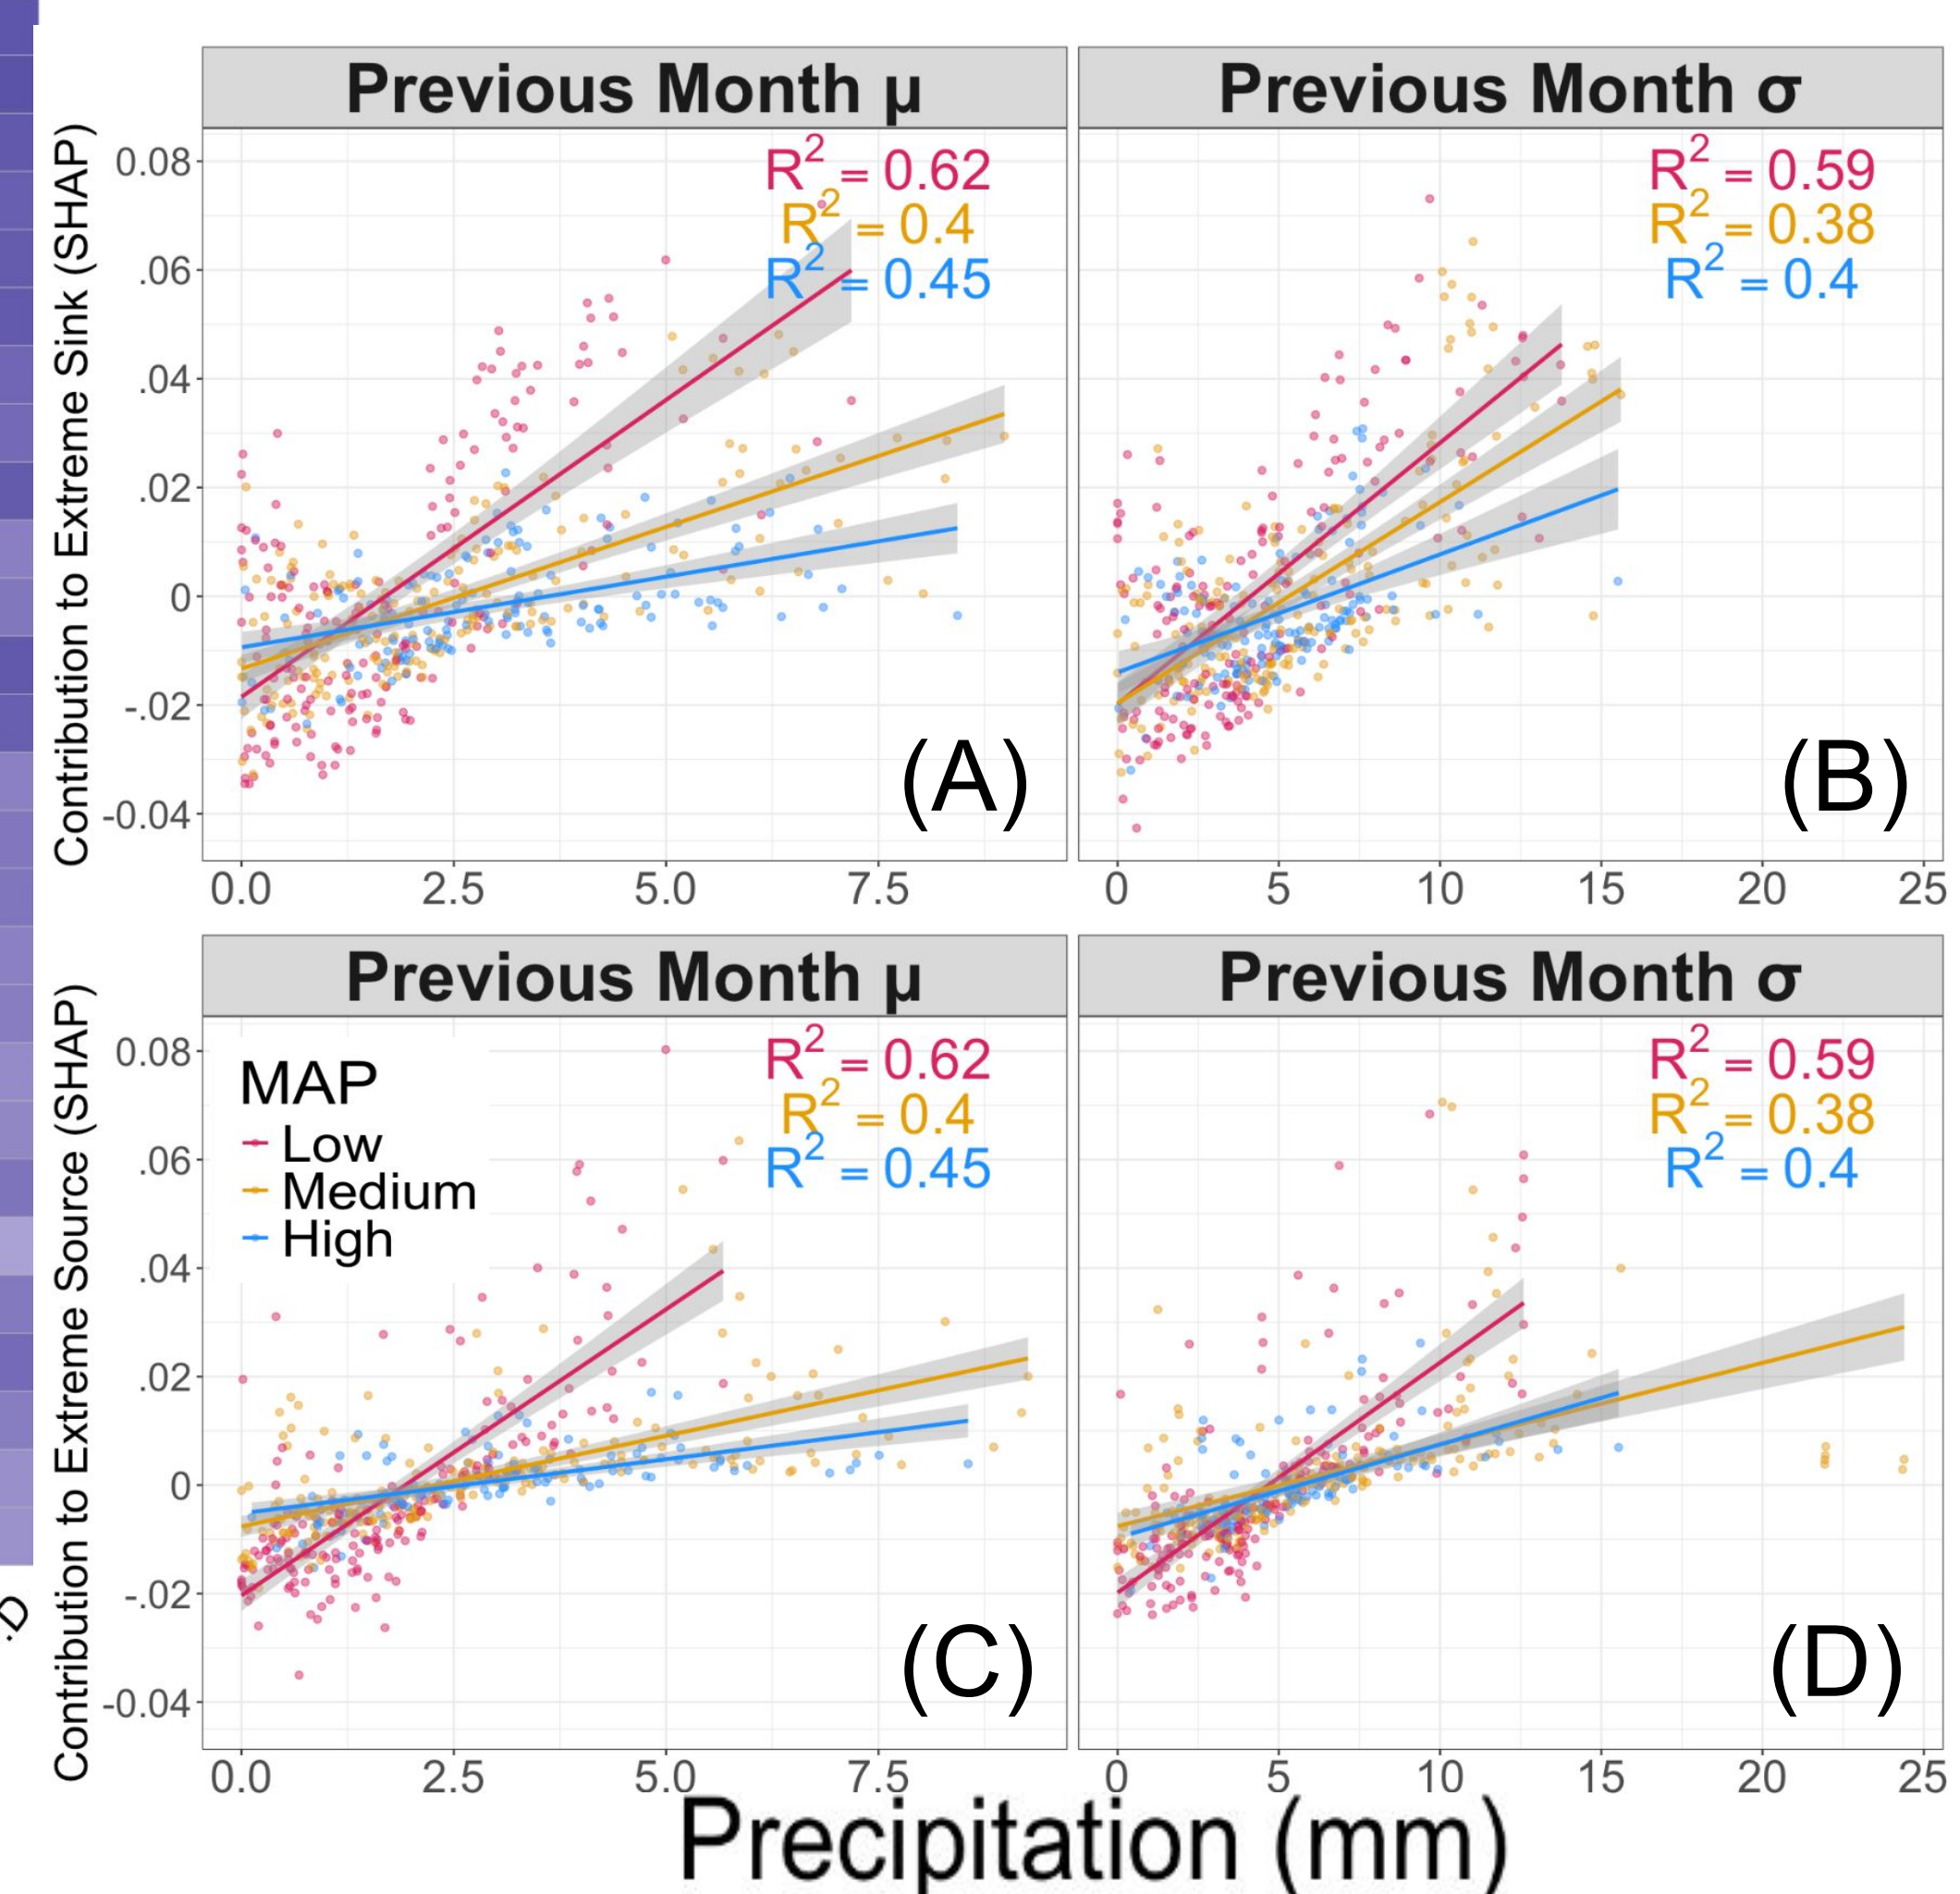 Previous Month μ
Previous Month σ
Contribution to Extreme Sink (SHAP)
0.08
.06
.04
.02
0
-.02
-0.04
R² = 0.62
R² = 0.4
R² = 0.45
(A)
0.0 2.5 5.0 7.5
R² = 0.59
R² = 0.38
R² = 0.4
(B)
0 5 10 15 20 25
Previous Month μ
Previous Month σ
Contribution to Extreme Source (SHAP)
0.08
.06
.04
.02
0
-.02
-0.04
MAP
Low
Medium
High
R² = 0.62
R² = 0.4
R² = 0.45
(C)
0.0 2.5 5.0 7.5
R² = 0.59
R² = 0.38
R² = 0.4
(D)
0 5 10 15 20 25
Precipitation (mm)